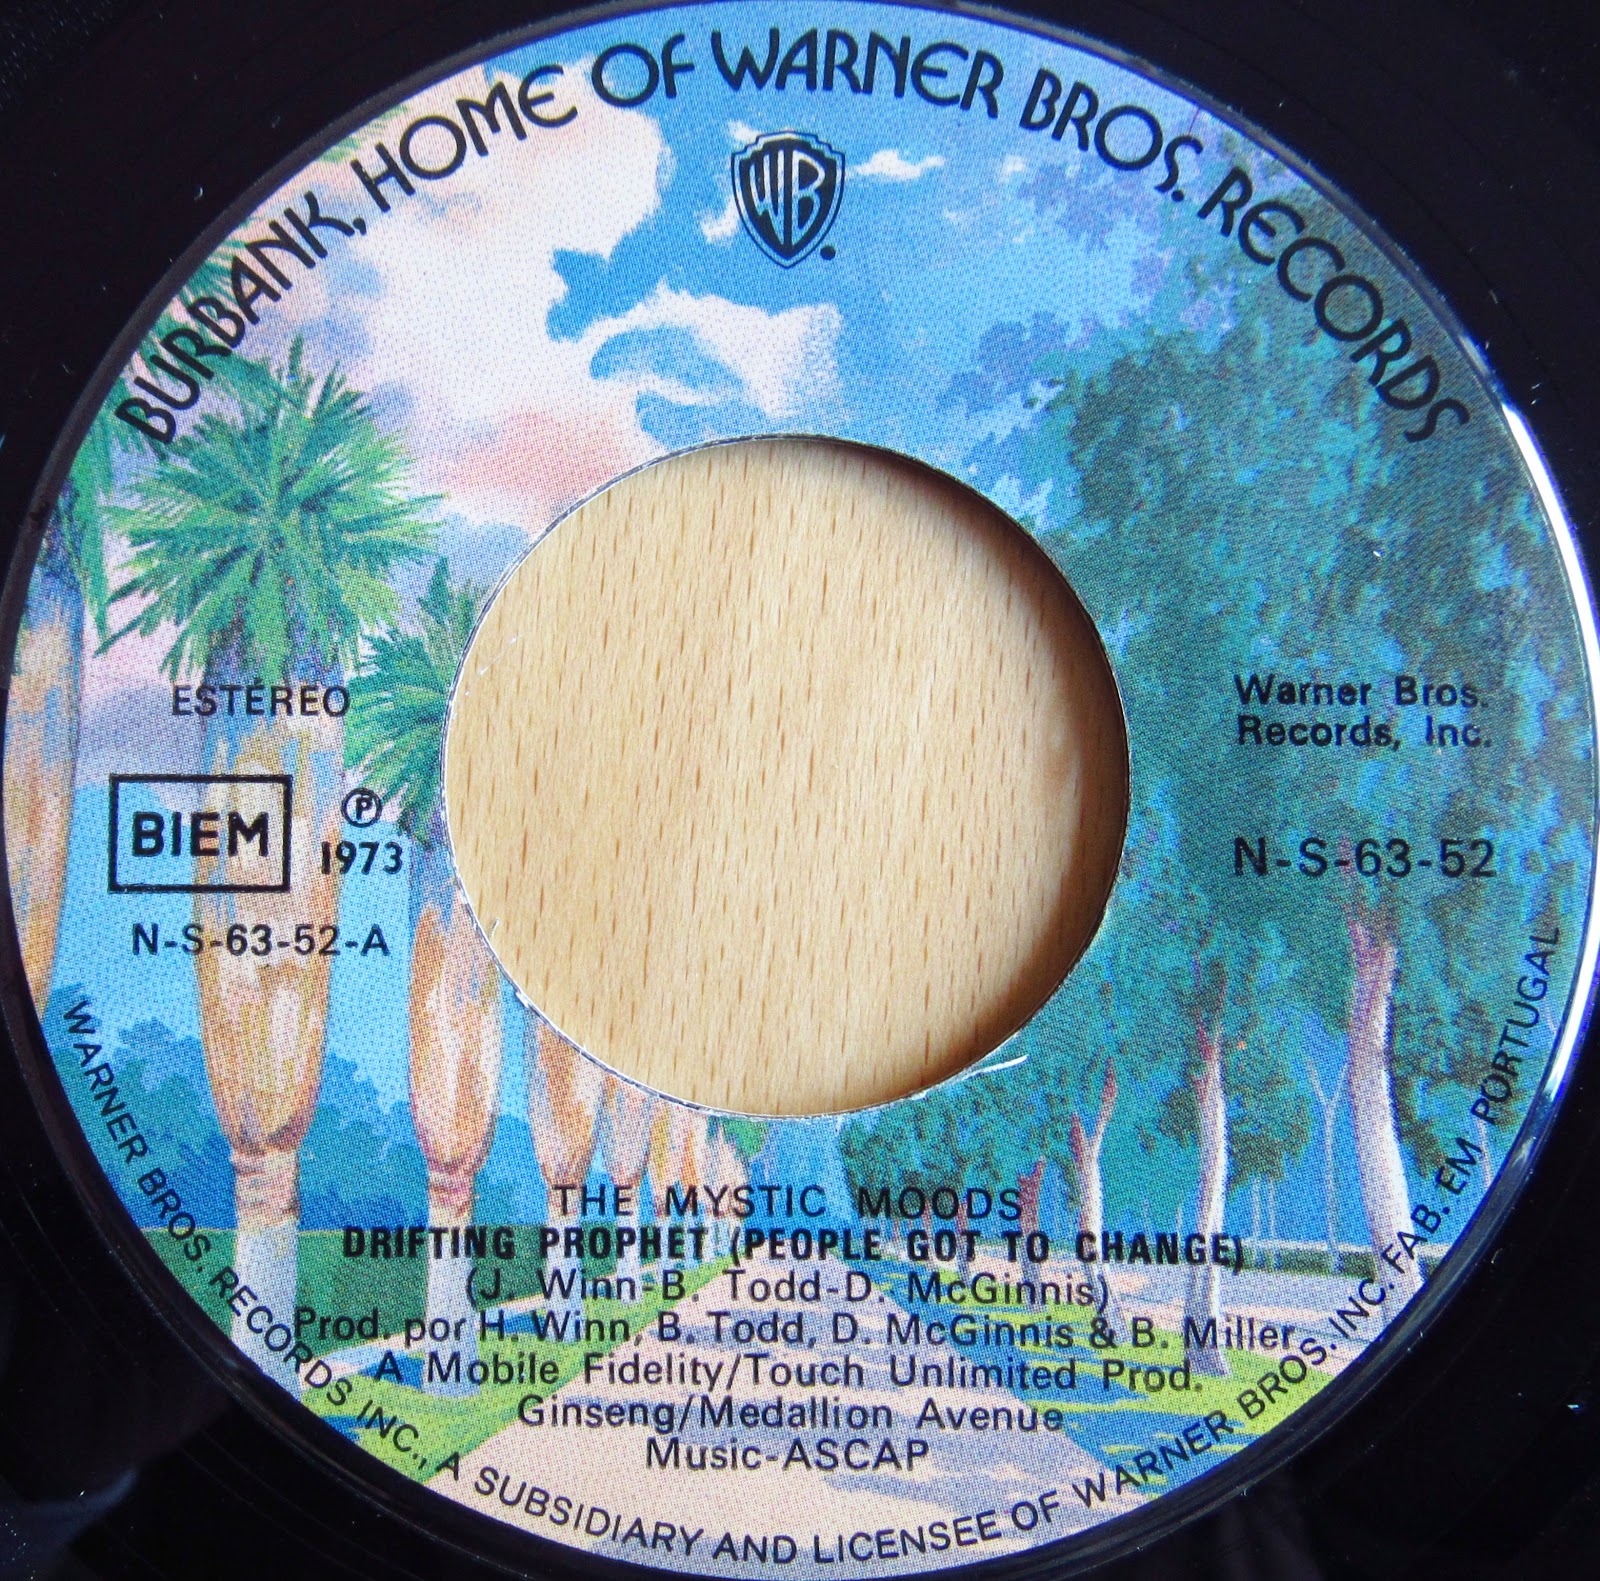 BURBANK, HOME OF WARNER BROS. RECORDS
WB
ESTÉREO
Warner Bros.
Records, Inc.
BIEM
℗
1973
N-S-63-52
N-S-63-52-A
THE MYSTIC MOODS
DRIFTING PROPHET (PEOPLE GOT TO CHANGE)
(J. Winn-B. Todd-D. McGinnis)
Prod. por H. Winn, B. Todd, D. McGinnis & B. Miller
A Mobile Fidelity/Touch Unlimited Prod.
Ginseng/Medallion Avenue
Music-ASCAP
WARNER BROS. RECORDS INC., A SUBSIDIARY AND LICENSEE OF WARNER BROS. INC. FAB. EM PORTUGAL